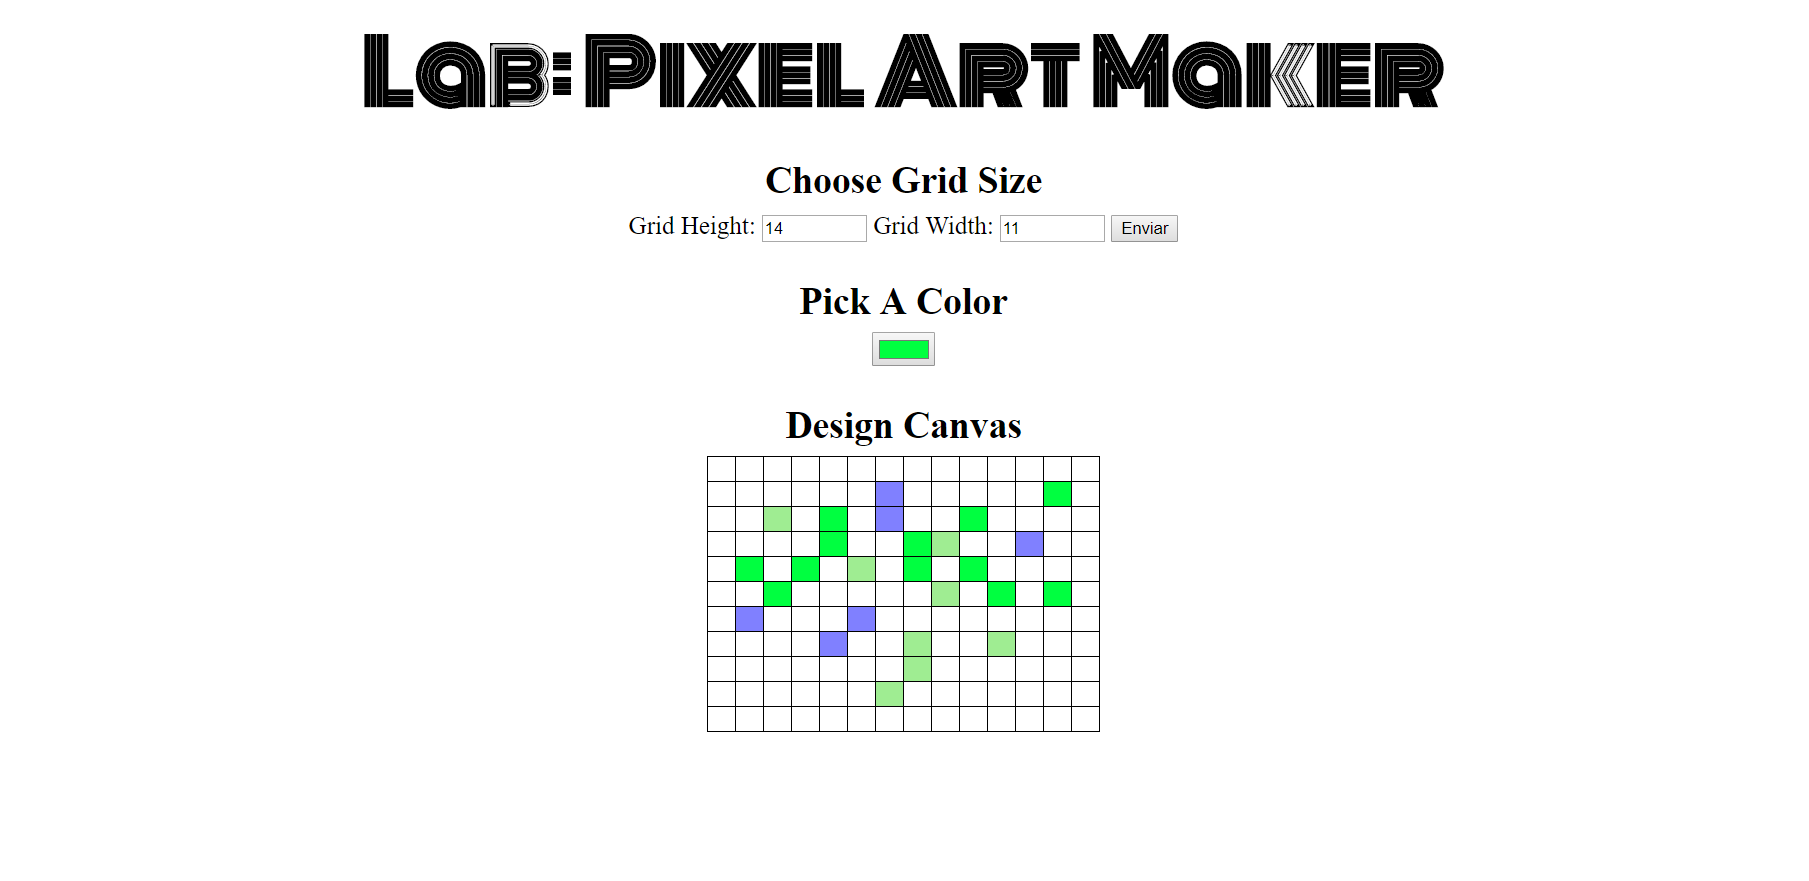 Lab: Pixel Art Maker
Choose Grid Size
Grid Height: 14 Grid Width: 11 Enviar
Pick A Color
Design Canvas